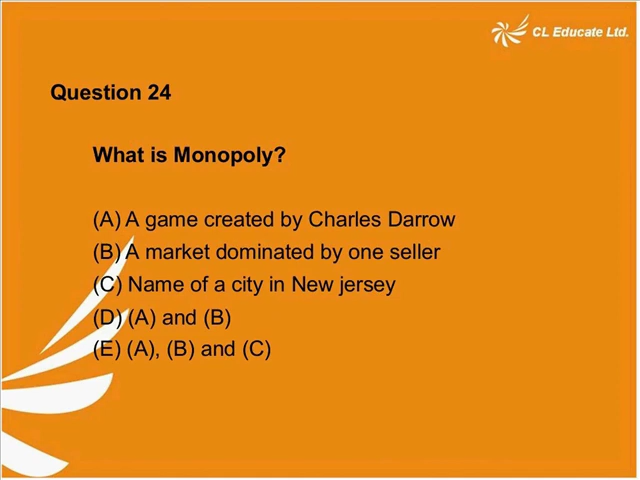 CL Educate Ltd.
Question 24
What is Monopoly?
(A) A game created by Charles Darrow
(B) A market dominated by one seller
(C) Name of a city in New jersey
(D) (A) and (B)
(E) (A), (B) and (C)